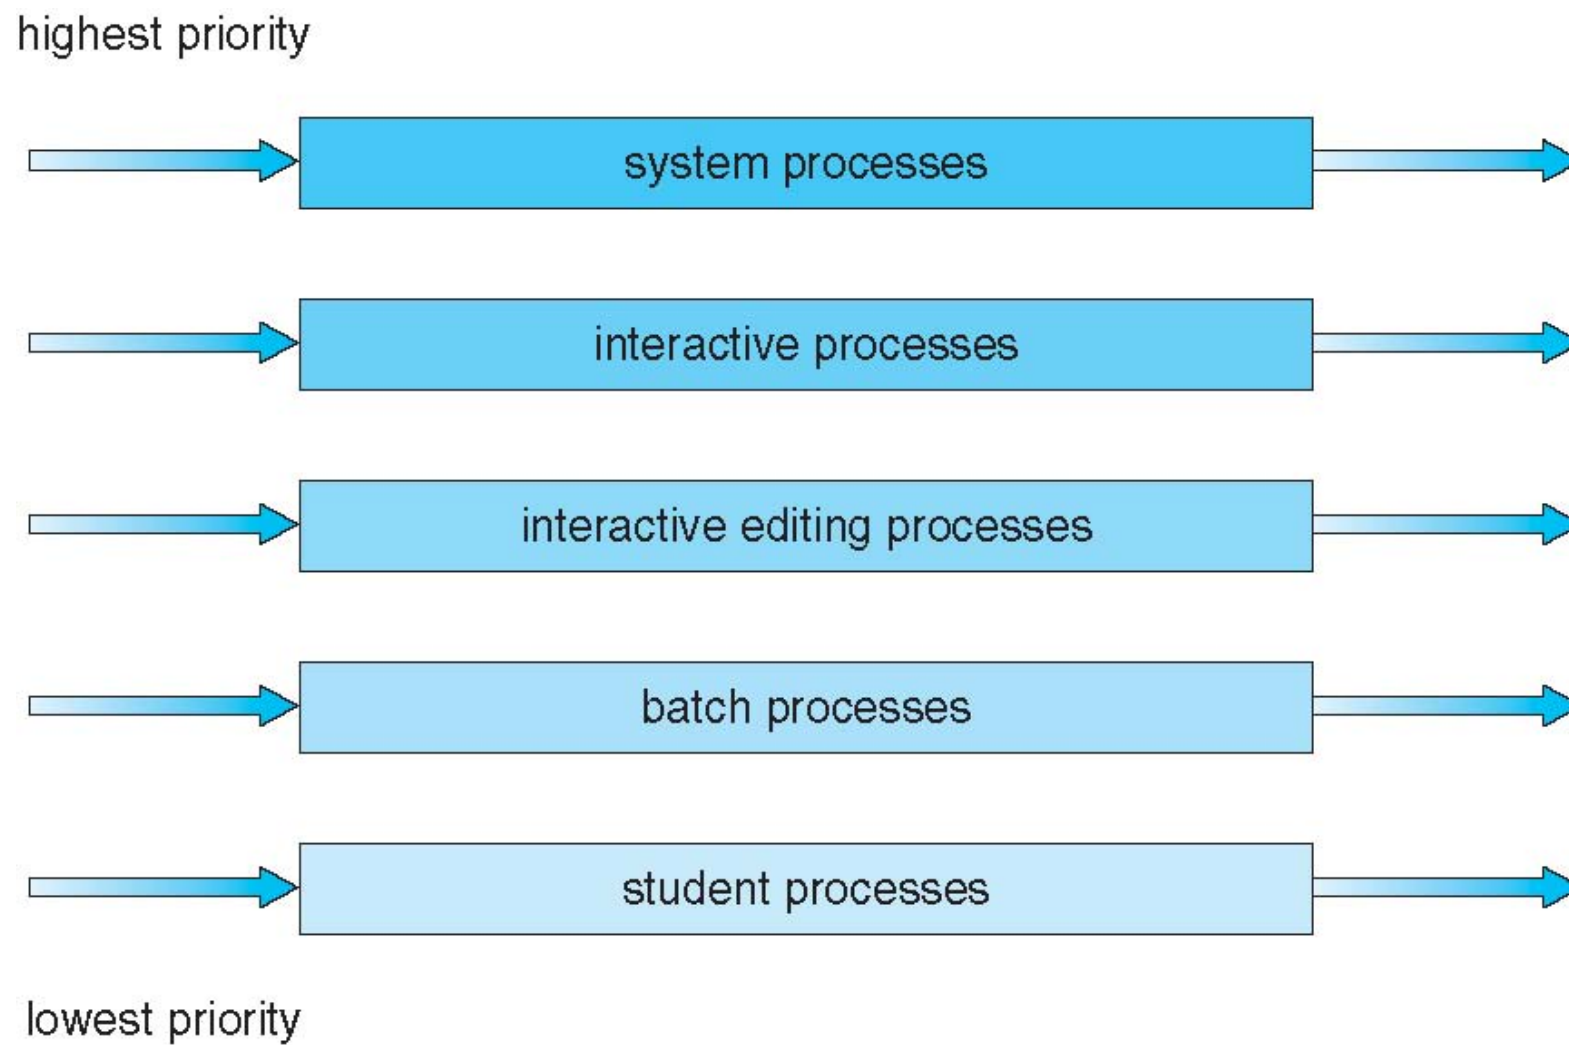 highest priority
system processes
interactive processes
interactive editing processes
batch processes
student processes
lowest priority